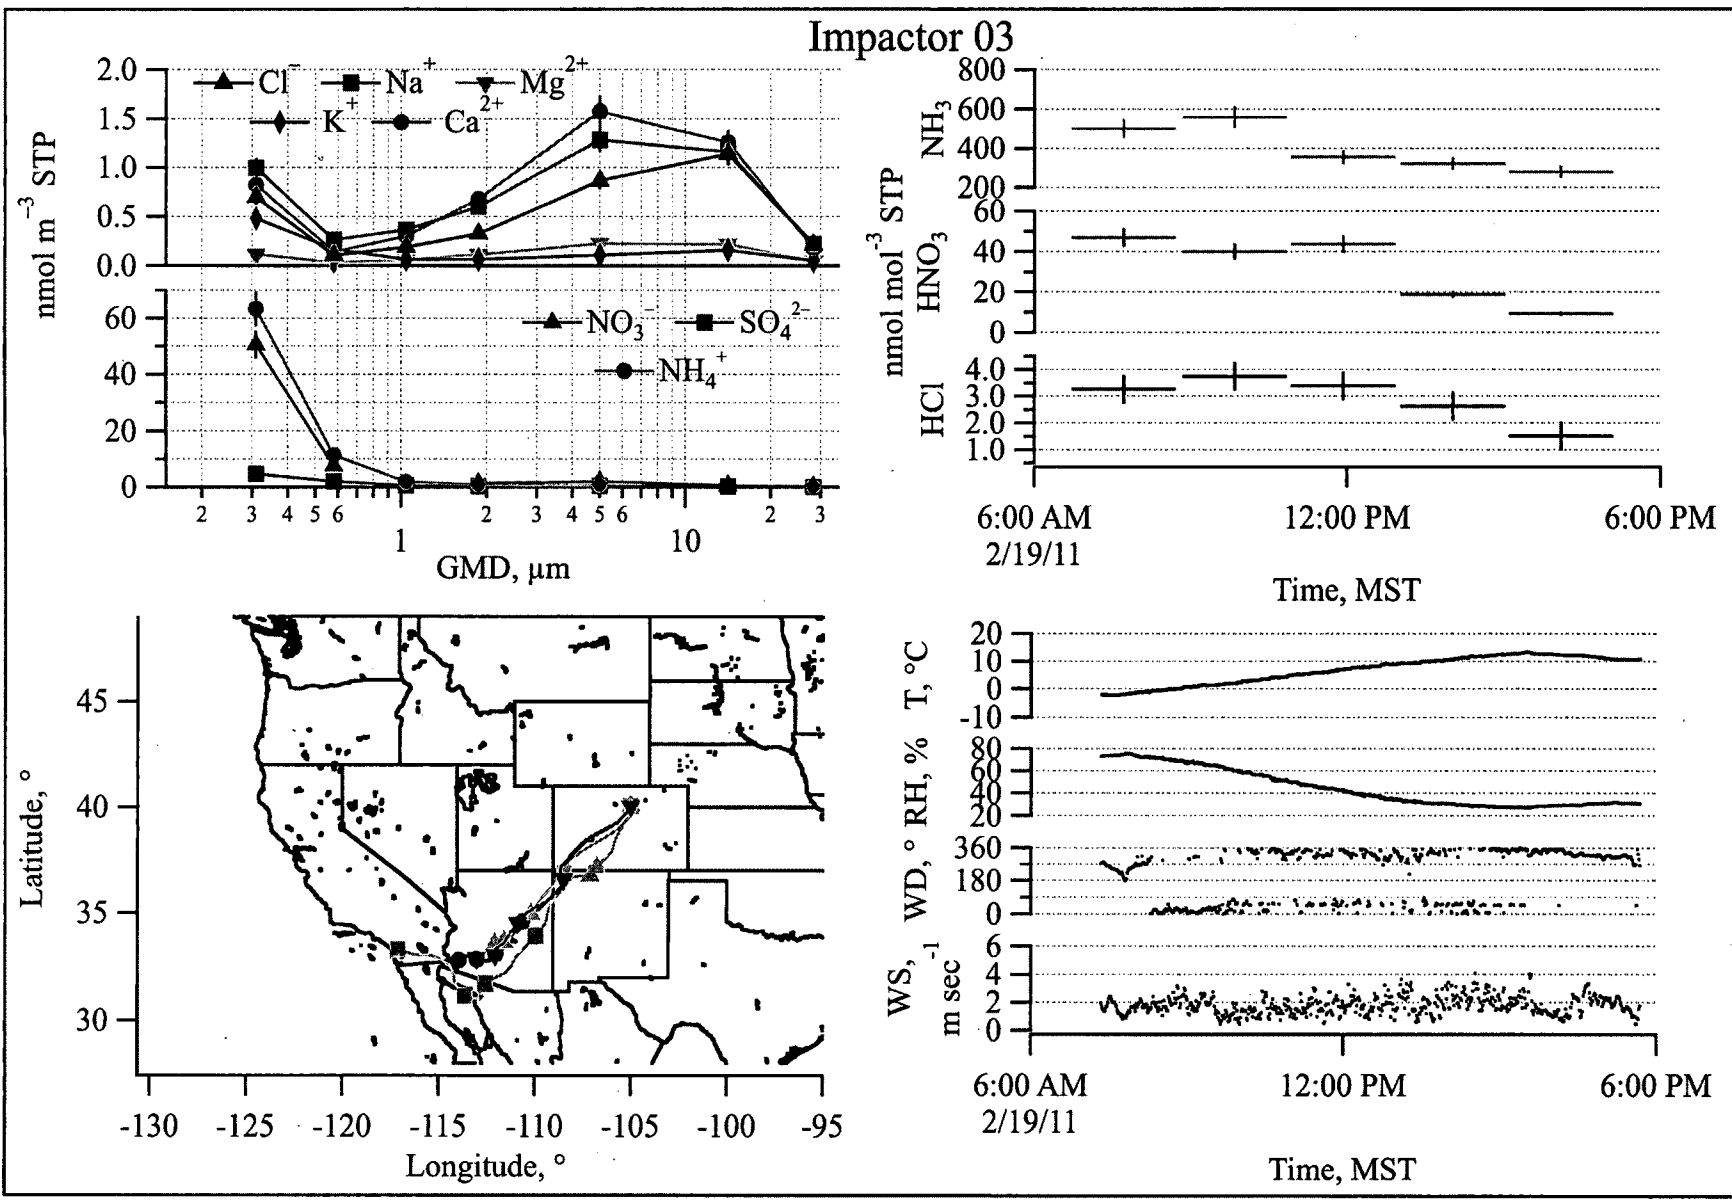 Impactor 03
2.0
1.5
1.0
0.5
0.0
Cl⁻ Na⁺ Mg²⁺
K⁺ Ca²⁺
nmol m⁻³ STP
60
40
20
0
NO₃⁻ SO₄²⁻
NH₄⁺
2 3 4 5 6 2 3 4 5 6 2 3
1 10
GMD, µm
800
600
400
200
NH₃
60
40
20
0
HNO₃
nmol mol⁻³ STP
4.0
3.0
2.0
1.0
HCl
6:00 AM 12:00 PM 6:00 PM
2/19/11
Time, MST
45
40
35
30
Latitude, °
-130 -125 -120 -115 -110 -105 -100 -95
Longitude, °
20
10
0
-10
T, °C
80
60
40
20
RH, %
360
180
0
WD, °
6
4
2
0
WS,
m sec⁻¹
6:00 AM 12:00 PM 6:00 PM
2/19/11
Time, MST